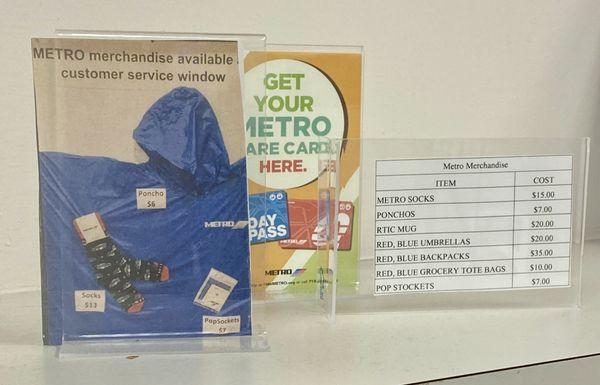 METRO merchandise available
customer service window
Poncho
$6
METRO
Socks
$13
PopSockets
$7
GET
YOUR
METRO
ARE CARD
HERE.
DAY
PASS
METRO
Metro Merchandise
ITEM COST
METRO SOCKS $15.00
PONCHOS $7.00
RTIC MUG $20.00
RED, BLUE UMBRELLAS $20.00
RED, BLUE BACKPACKS $35.00
RED, BLUE GROCERY TOTE BAGS $10.00
POP STOCKETS $7.00